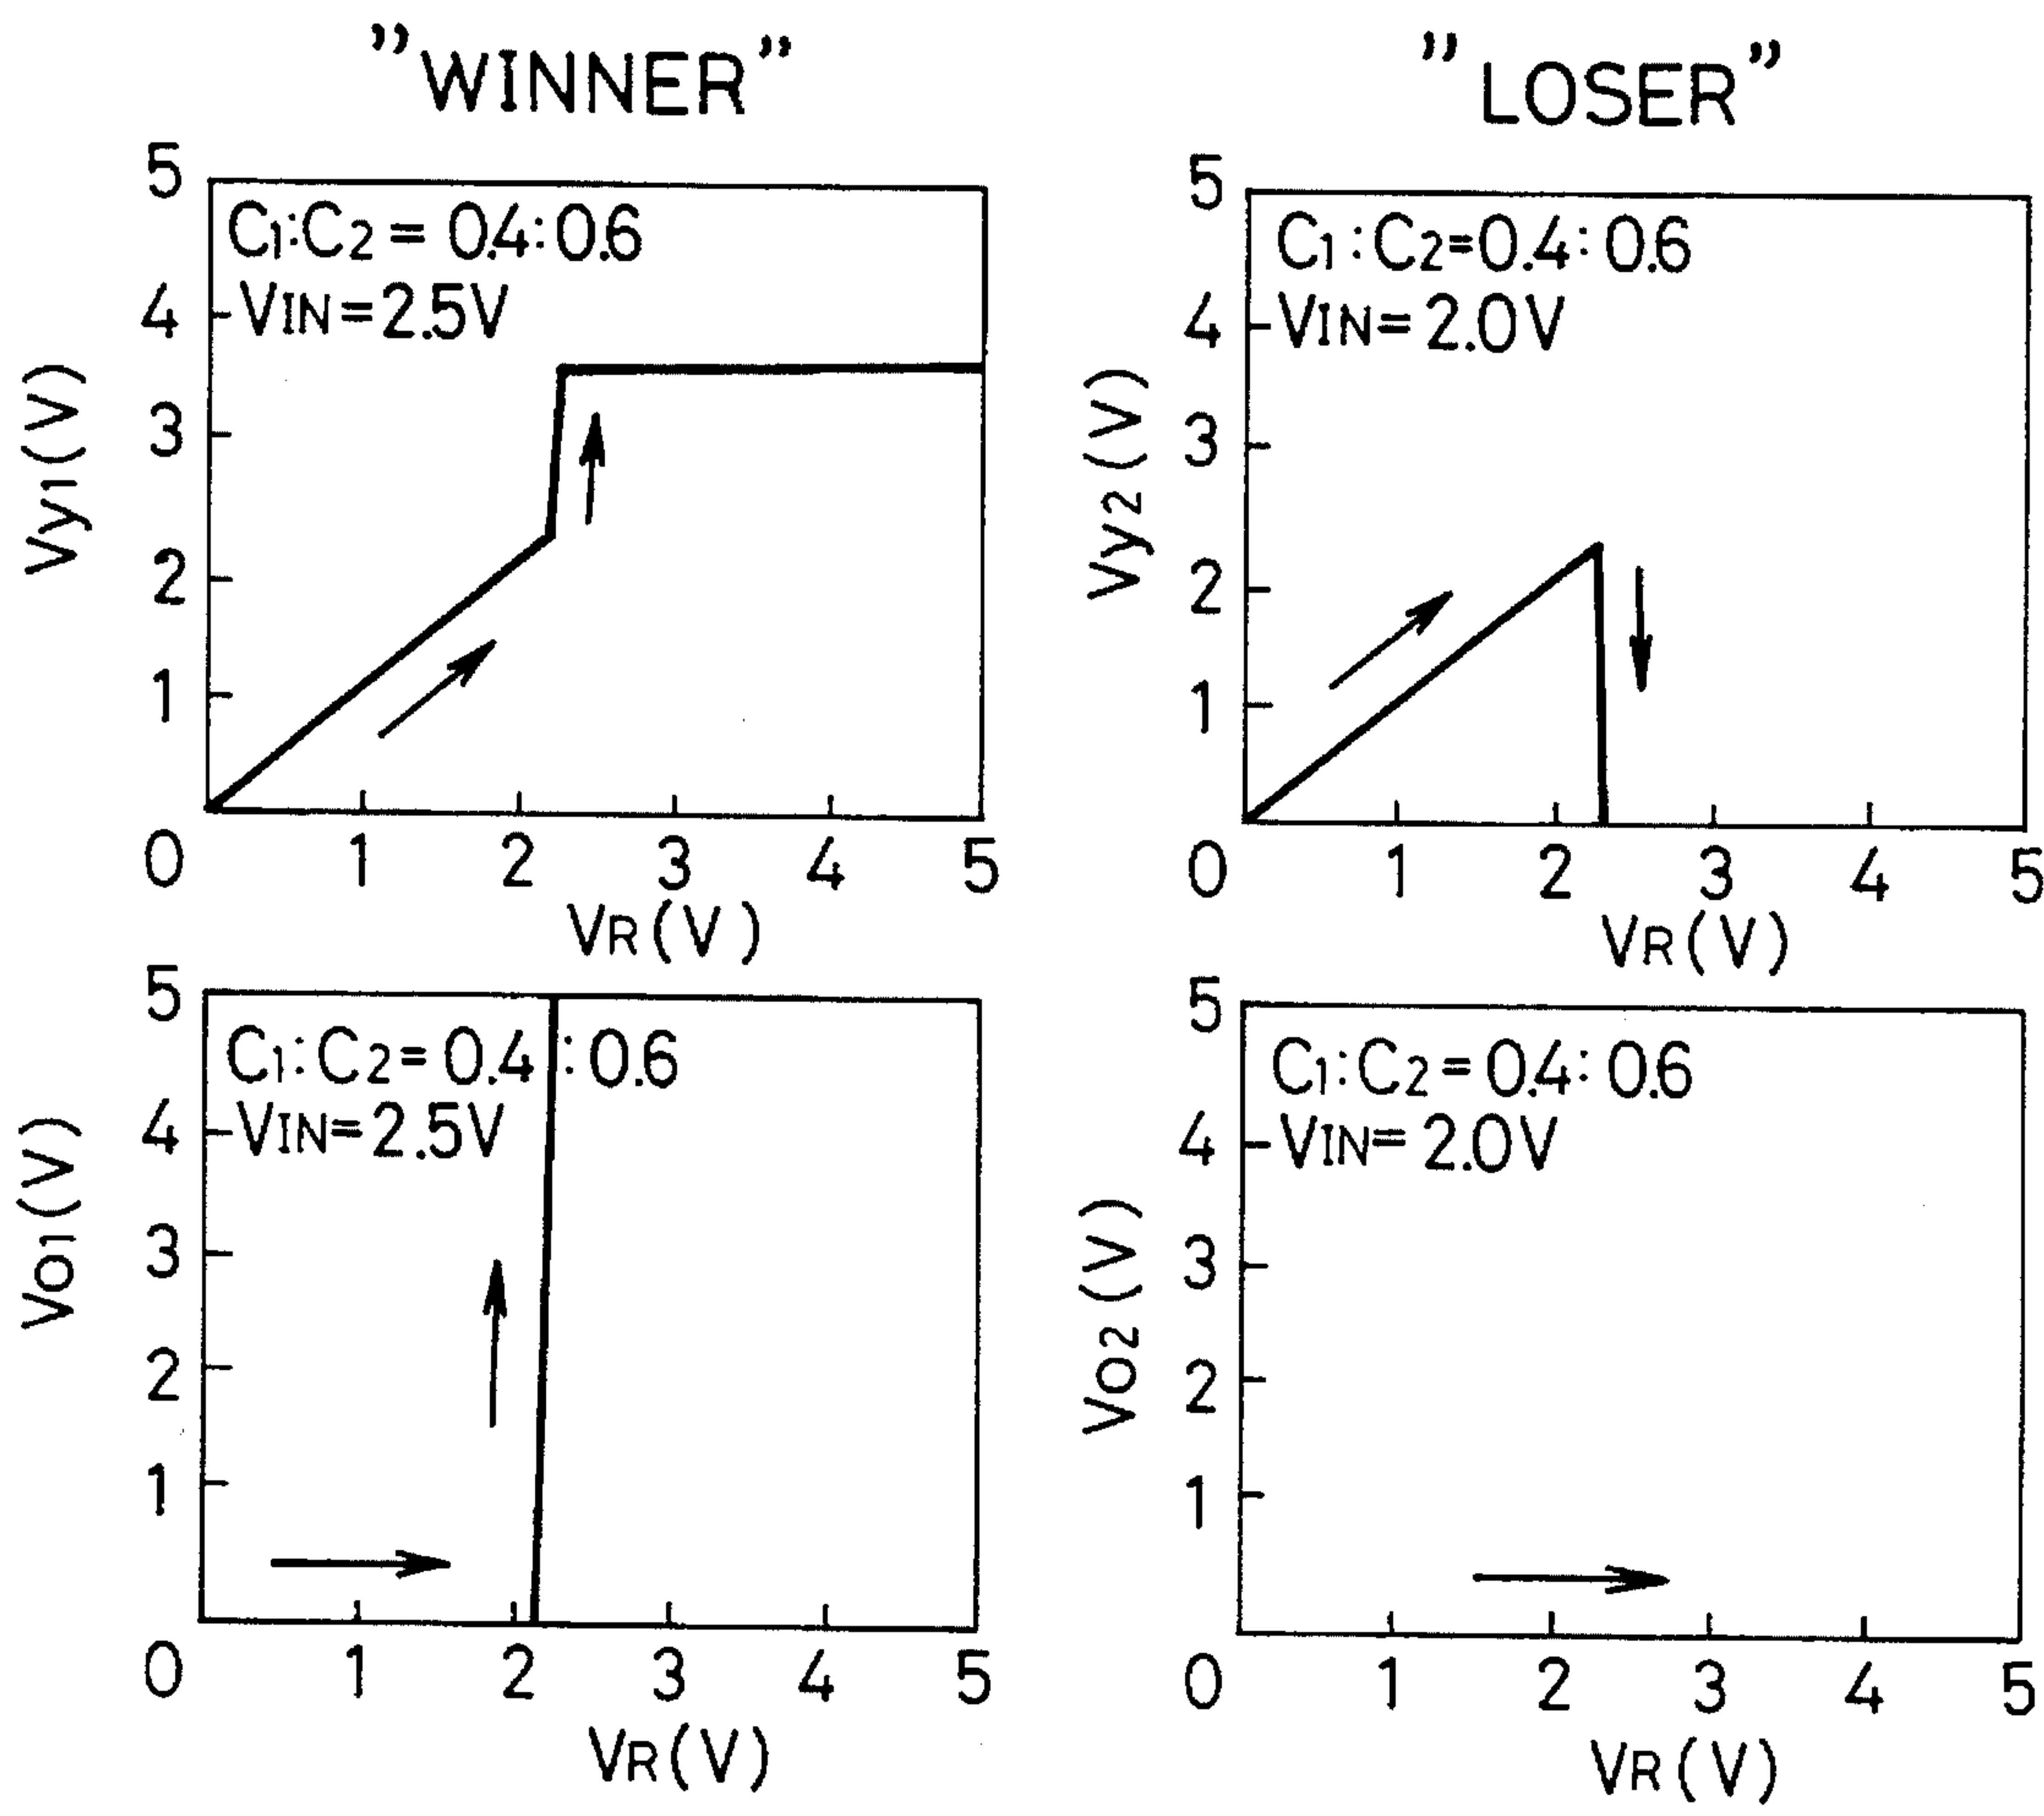 ”WINNER”
5
4
3
2
1
0
C1:C2 = 0.4:0.6
VIN=2.5V
Vy1(V)
1 2 3 4 5
VR(V)
”LOSER”
5
4
3
2
1
0
C1:C2=0.4:0.6
VIN=2.0V
Vy2(V)
1 2 3 4 5
VR(V)
5
4
3
2
1
0
C1:C2=0.4:0.6
VIN=2.5V
Vo1(V)
1 2 3 4 5
VR(V)
5
4
3
2
1
0
C1:C2=0.4:0.6
VIN=2.0V
Vo2(V)
1 2 3 4 5
VR(V)